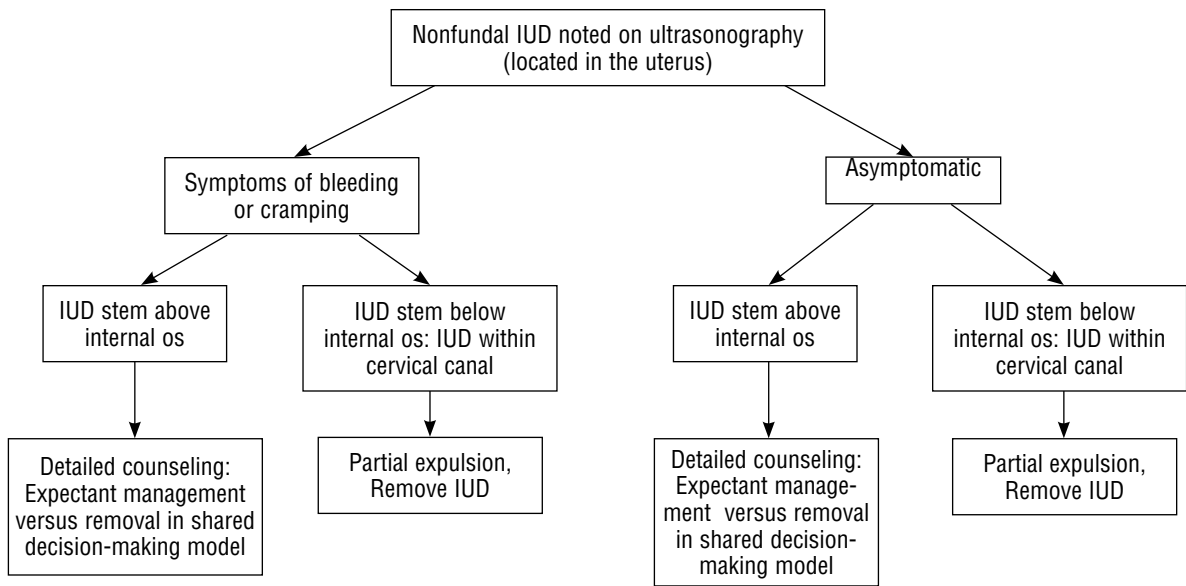 Nonfundal IUD noted on ultrasonography
(located in the uterus)
Symptoms of bleeding
or cramping
Asymptomatic
IUD stem above
internal os
IUD stem below
internal os: IUD within
cervical canal
IUD stem above
internal os
IUD stem below
internal os: IUD within
cervical canal
Detailed counseling:
Expectant management
versus removal in shared
decision-making model
Partial expulsion,
Remove IUD
Detailed counseling:
Expectant manage-
ment versus removal
in shared decision-
making model
Partial expulsion,
Remove IUD